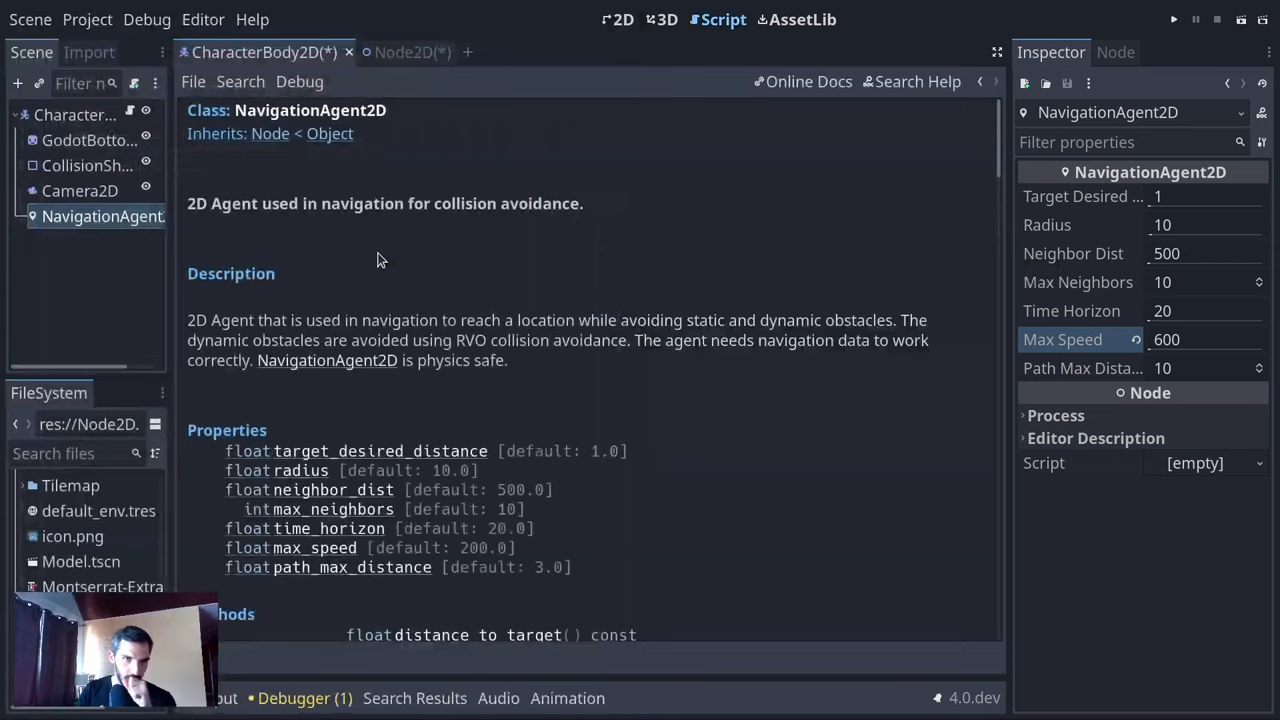 Scene Project Debug Editor Help
2D 3D Script AssetLib
Scene Import
CharacterBody2D(*) Node2D(*)
Inspector Node
Filter n
File Search Debug
Online Docs Search Help
Character...
GodotBotto...
CollisionSh...
Camera2D
NavigationAgent.
Class: NavigationAgent2D
Inherits: Node < Object
2D Agent used in navigation for collision avoidance.
Description
2D Agent that is used in navigation to reach a location while avoiding static and dynamic obstacles. The
dynamic obstacles are avoided using RVO collision avoidance. The agent needs navigation data to work
correctly. NavigationAgent2D is physics safe.
Properties
float target_desired_distance [default: 1.0]
float radius [default: 10.0]
float neighbor_dist [default: 500.0]
int max_neighbors [default: 10]
float time_horizon [default: 20.0]
float max_speed [default: 200.0]
float path_max_distance [default: 3.0]
hods
float distance_to_target() const
NavigationAgent2D
Filter properties
NavigationAgent2D
Target Desired ... 1
Radius 10
Neighbor Dist 500
Max Neighbors 10
Time Horizon 20
Max Speed 600
Path Max Dista... 10
Node
Process
Editor Description
Script [empty]
FileSystem
res://Node2D.
Search files
Tilemap
default_env.tres
icon.png
Model.tscn
Montserrat-Extra
put Debugger (1) Search Results Audio Animation
4.0.dev